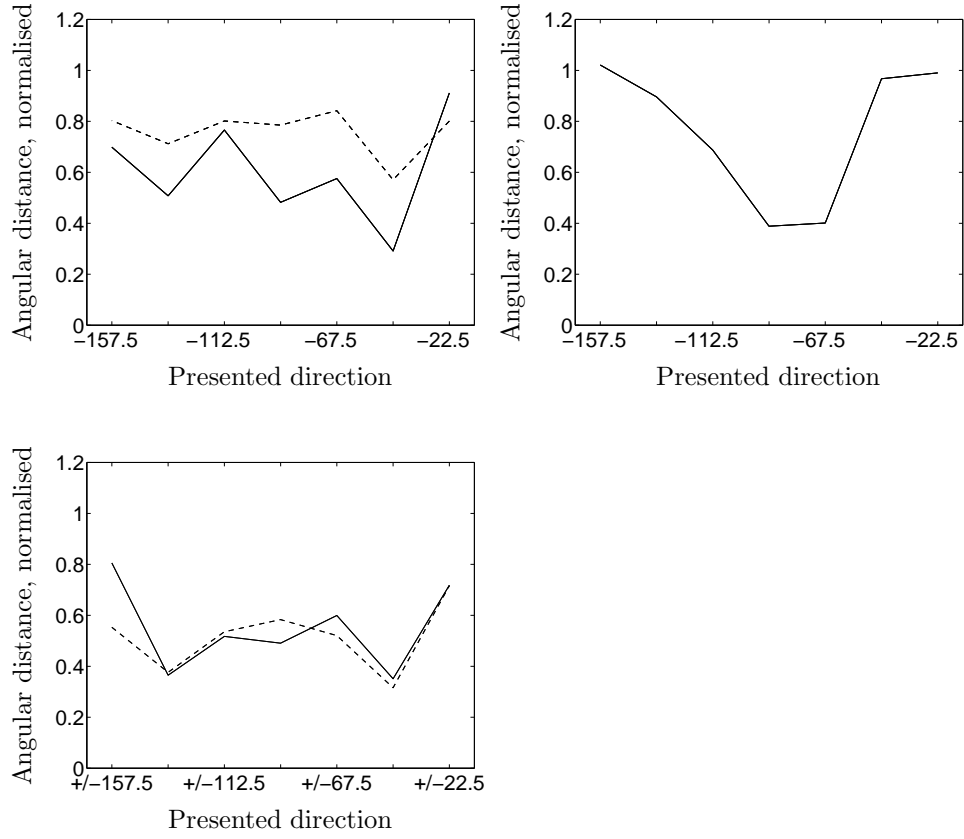 Angular distance, normalised
1.2
1
0.8
0.6
0.4
0.2
0
−157.5 −112.5 −67.5 −22.5
Presented direction
Angular distance, normalised
1.2
1
0.8
0.6
0.4
0.2
0
−157.5 −112.5 −67.5 −22.5
Presented direction
Angular distance, normalised
1.2
1
0.8
0.6
0.4
0.2
0
+/−157.5 +/−112.5 +/−67.5 +/−22.5
Presented direction